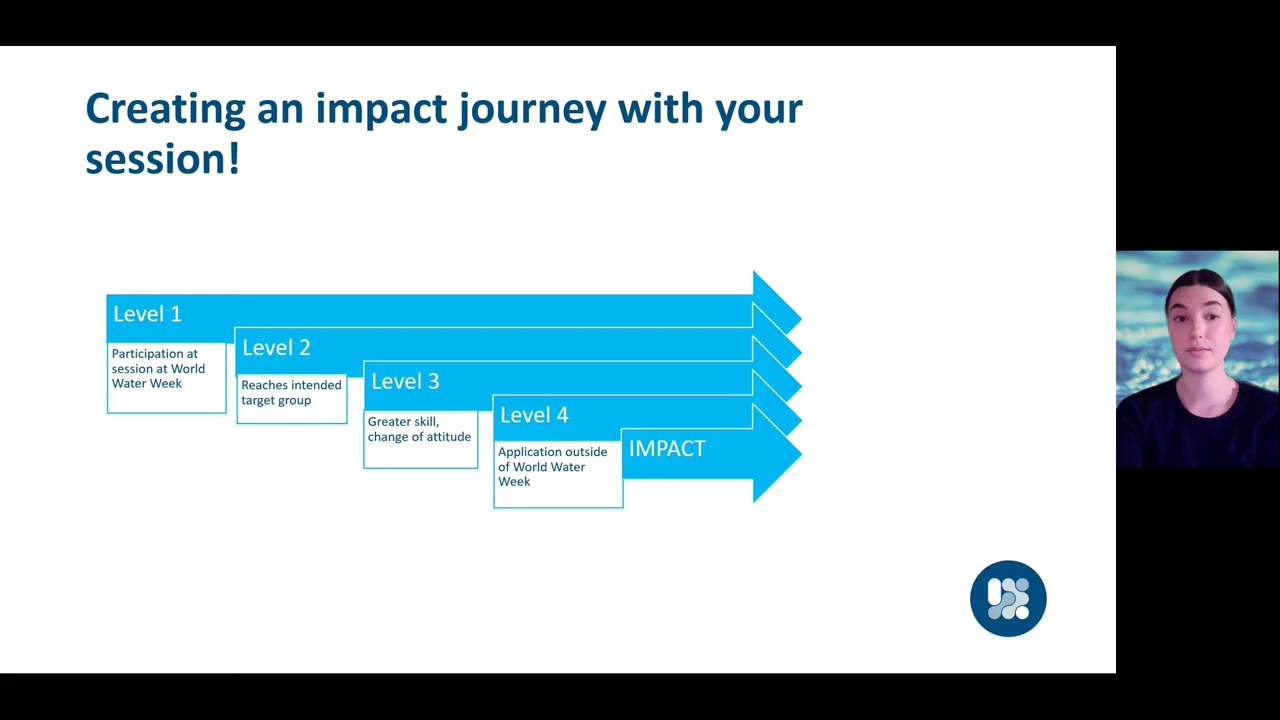 Creating an impact journey with your
session!
Level 1
Participation at
session at World
Water Week
Level 2
Reaches intended
target group
Level 3
Greater skill,
change of attitude
Level 4
Application outside
of World Water
Week
IMPACT